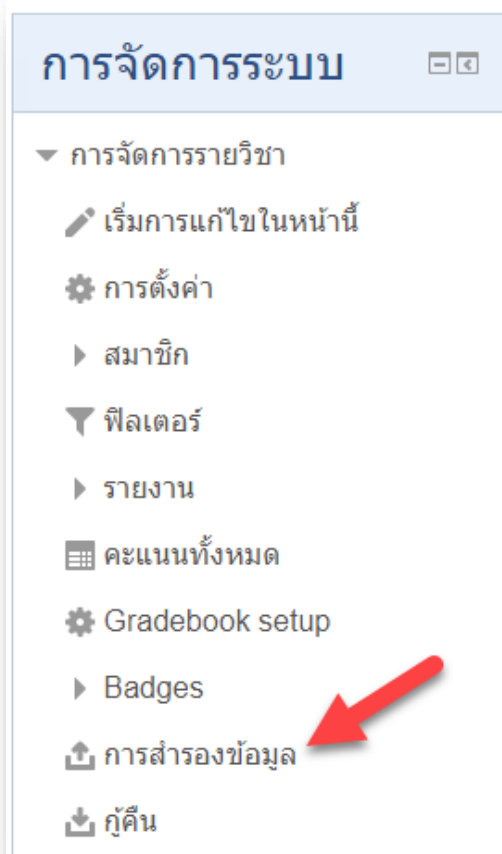 การจัดการระบบ
การจัดการรายวิชา
เริ่มการแก้ไขในหน้านี้
การตั้งค่า
สมาชิก
ฟิลเตอร์
รายงาน
คะแนนทั้งหมด
Gradebook setup
Badges
การสำรองข้อมูล
กู้คืน